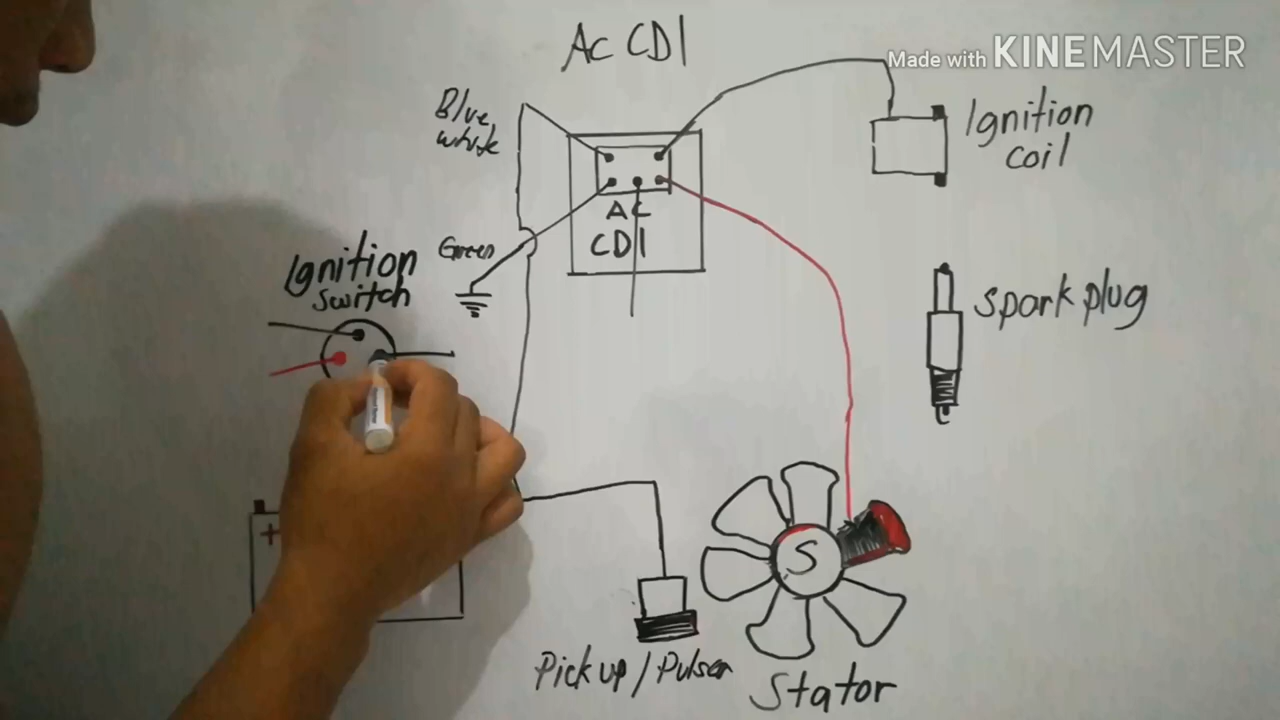 AC CDI
Made with KINEMASTER
Blue
white
Ignition
coil
AC
CDI
Green
Ignition
switch
spark plug
+
S
Pick up / Pulser
Stator